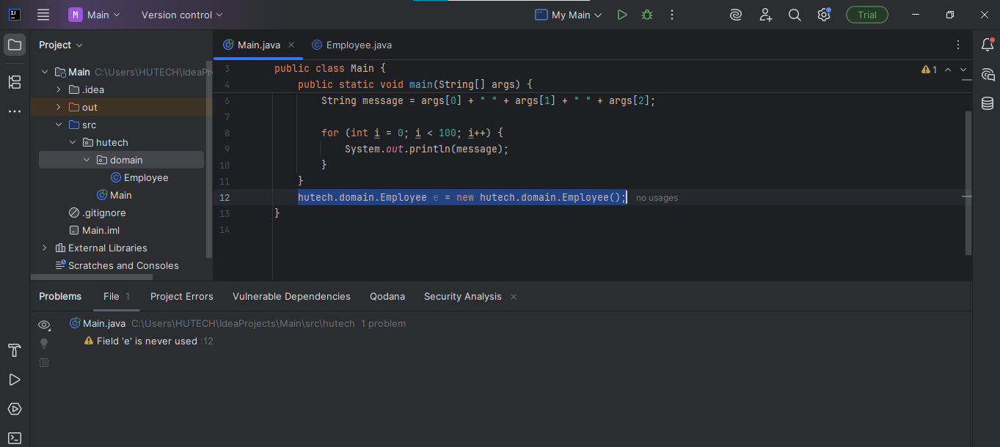 IJ
M Main Version control My Main Trial
Project
Main.java Employee.java
Main C:\Users\HUTECH\IdeaPr
.idea
out
src
hutech
domain
Employee
Main
.gitignore
Main.iml
External Libraries
Scratches and Consoles
1
3 public class Main {
4 public static void main(String[] args) {
6 String message = args[0] + " " + args[1] + " " + args[2];
7
8 for (int i = 0; i < 100; i++) {
9 System.out.println(message);
10 }
11 }
12 hutech.domain.Employee e = new hutech.domain.Employee(); no usages
13 }
14
Problems File 1 Project Errors Vulnerable Dependencies Qodana Security Analysis
Main.java C:\Users\HUTECH\IdeaProjects\Main\src\hutech 1 problem
Field 'e' is never used :12